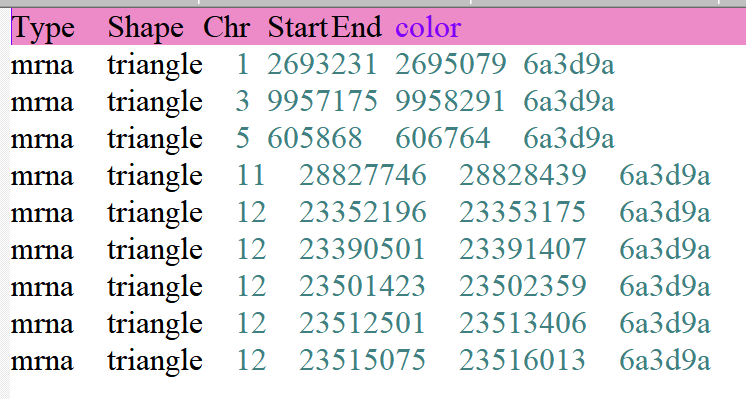 Type Shape Chr Start End color
mrna triangle 1 2693231 2695079 6a3d9a
mrna triangle 3 9957175 9958291 6a3d9a
mrna triangle 5 605868 606764 6a3d9a
mrna triangle 11 28827746 28828439 6a3d9a
mrna triangle 12 23352196 23353175 6a3d9a
mrna triangle 12 23390501 23391407 6a3d9a
mrna triangle 12 23501423 23502359 6a3d9a
mrna triangle 12 23512501 23513406 6a3d9a
mrna triangle 12 23515075 23516013 6a3d9a